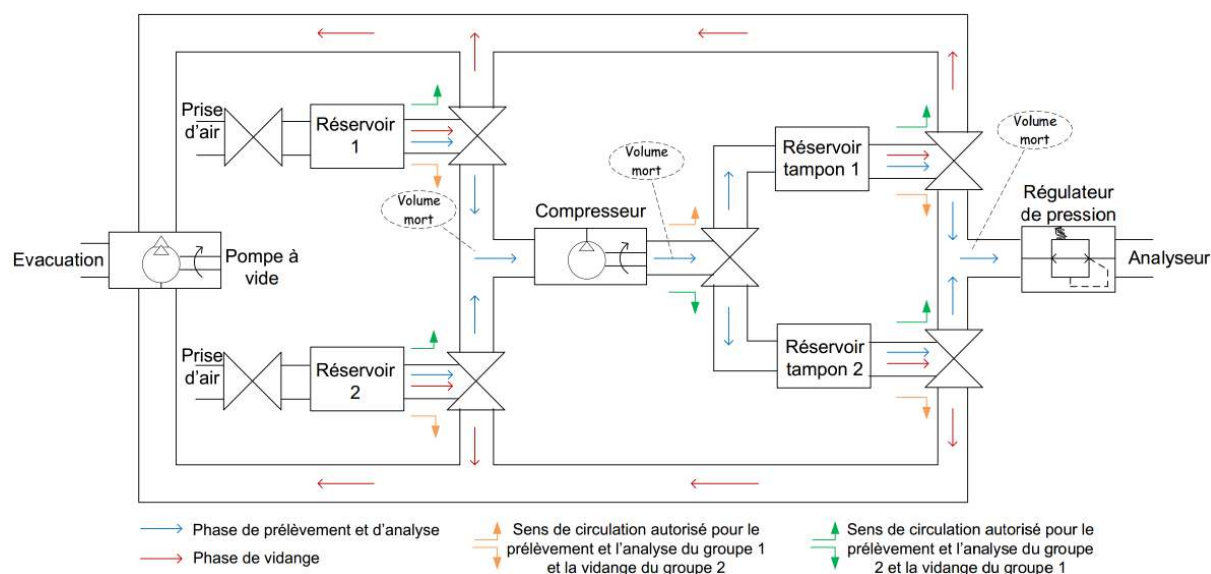 Prise
d'air
Réservoir
1
Volume
mort
Evacuation
Pompe à
vide
Prise
d'air
Réservoir
2
Compresseur
Volume
mort
Réservoir
tampon 1
Réservoir
tampon 2
Volume
mort
Régulateur
de pression
Analyseur
Phase de prélèvement et d'analyse
Phase de vidange
Sens de circulation autorisé pour le
prélèvement et l'analyse du groupe 1
et la vidange du groupe 2
Sens de circulation autorisé pour le
prélèvement et l'analyse du groupe
2 et la vidange du groupe 1